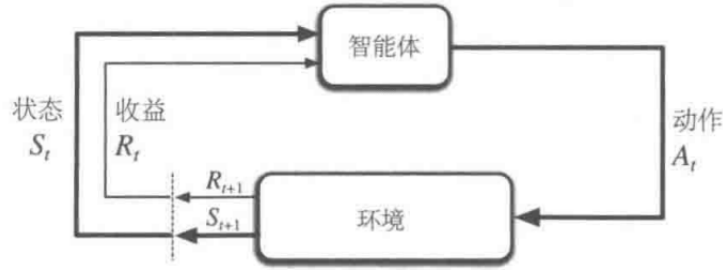 智能体
状态
S_t
收益
R_t
动作
A_t
R_{t+1}
S_{t+1}
环境